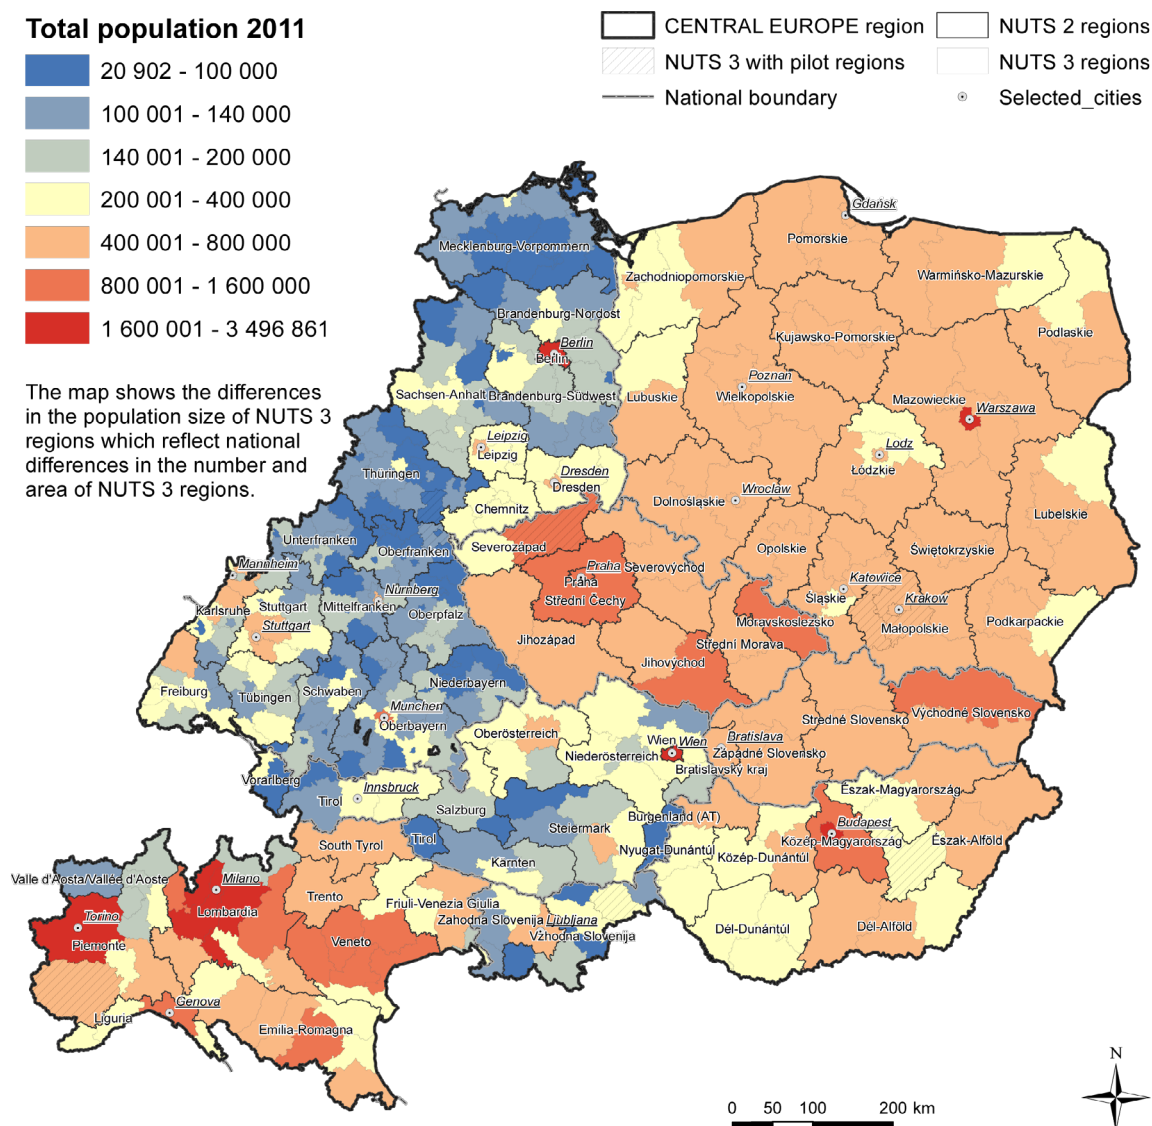 Total population 2011
20 902 - 100 000
100 001 - 140 000
140 001 - 200 000
200 001 - 400 000
400 001 - 800 000
800 001 - 1 600 000
1 600 001 - 3 496 861
The map shows the differences
in the population size of NUTS 3
regions which reflect national
differences in the number and
area of NUTS 3 regions.
CENTRAL EUROPE region
NUTS 2 regions
NUTS 3 with pilot regions
NUTS 3 regions
National boundary
Selected_cities
Gdańsk
Pomorskie
Mecklenburg-Vorpommern
Zachodniopomorskie
Warmińsko-Mazurskie
Brandenburg-Nordost
Kujawsko-Pomorskie
Podlaskie
Berlin
Berlin
Poznań
Wielkopolskie
Sachsen-Anhalt
Brandenburg-Südwest
Lubuskie
Mazowieckie
Warszawa
Leipzig
Leipzig
Lodz
Łódzkie
Thüringen
Dresden
Dresden
Wrocław
Dolnośląskie
Chemnitz
Lubelskie
Unterfranken
Oberfranken
Severozápad
Opolskie
Świętokrzyskie
Mannheim
Praha
Praha
Severovýchod
Katowice
Nürnberg
Karlsruhe
Stuttgart
Mittelfranken
Střední Čechy
Śląskie
Krakow
Stuttgart
Oberpfalz
Moravskoslezsko
Małopolskie
Podkarpackie
Jihozápad
Střední Morava
Jihovýchod
Freiburg
Tübingen
Schwaben
Niederbayern
Munchen
Oberbayern
Východné Slovensko
Stredné Slovensko
Oberösterreich
Wien
Wien
Bratislava
Niederösterreich
Západné Slovensko
Bratislavský kraj
Vorarlberg
Innsbruck
Tirol
Észak-Magyarország
Salzburg
Burgenland (AT)
Budapest
Steiermark
South Tyrol
Tirol
Nyugat-Dunántúl
Közép-Dunántúl
Közép-Magyarország
Észak-Alföld
Kärnten
Valle d'Aosta/Vallée d'Aoste
Milano
Trento
Lombardia
Friuli-Venezia Giulia
Torino
Zahodna Slovenija
Ljubljana
Piemonte
Veneto
Vzhodna Slovenija
Dél-Dunántúl
Dél-Alföld
Genova
Liguria
Emilia-Romagna
N
0 50 100 200 km